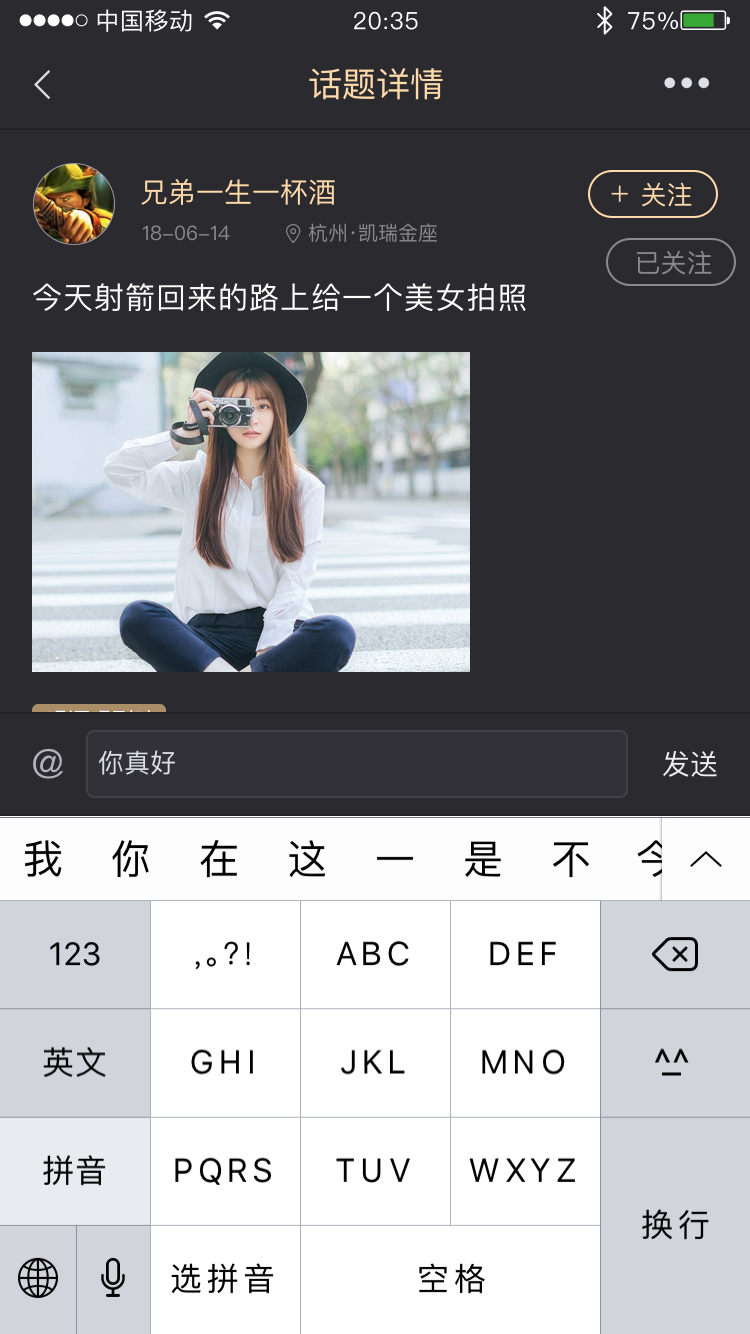 中国移动 20:35 75%
话题详情
兄弟一生一杯酒
+ 关注
18-06-14 杭州·凯瑞金座
已关注
今天射箭回来的路上给一个美女拍照
@ 你真好 发送
我 你 在 这 一 是 不
123 ,。?! ABC DEF
英文 GHI JKL MNO ^^
拼音 PQRS TUV WXYZ
换行
选拼音 空格